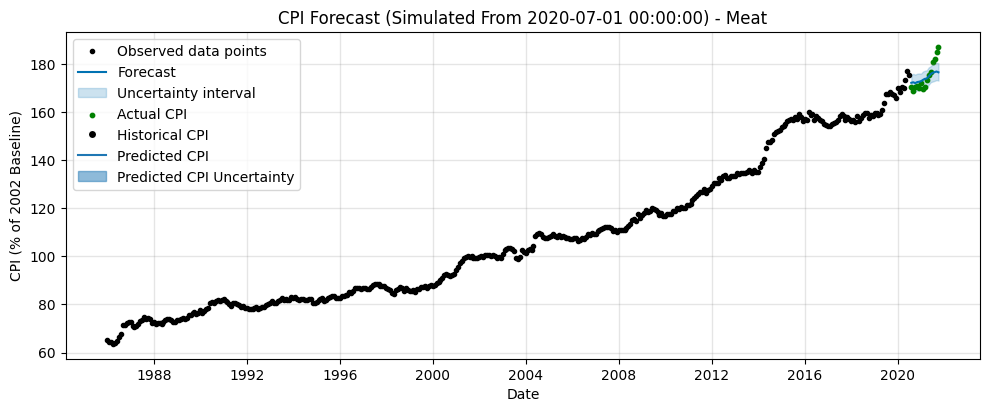 CPI Forecast (Simulated From 2020-07-01 00:00:00) - Meat
CPI (% of 2002 Baseline)
180
160
140
120
100
80
60
Observed data points
Forecast
Uncertainty interval
Actual CPI
Historical CPI
Predicted CPI
Predicted CPI Uncertainty
1988
1992
1996
2000
2004
2008
2012
2016
2020
Date